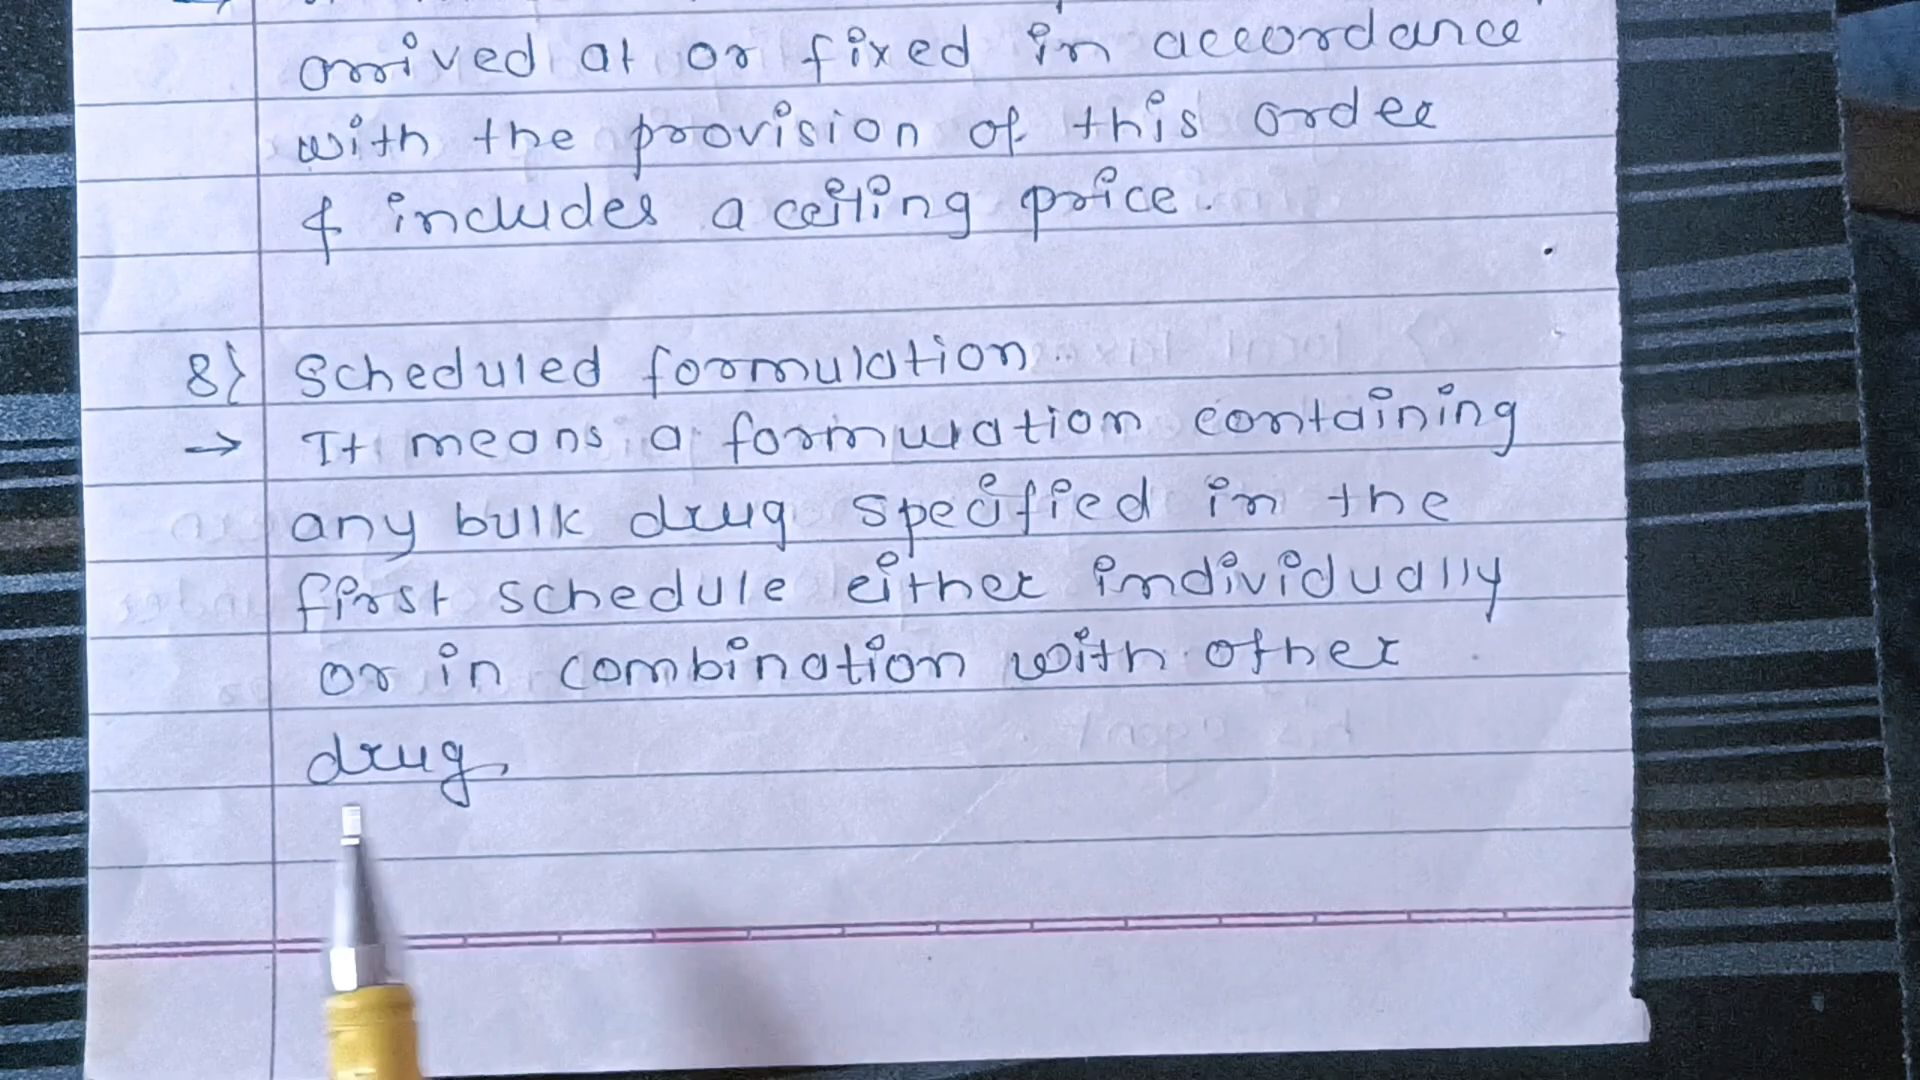 arrived at or fixed in accordance
with the provision of this order
& includes a ceiling price.
8} Scheduled formulation
→ It means a formulation containing
any bulk drug specified in the
first schedule either individually
or in combination with other
drug.